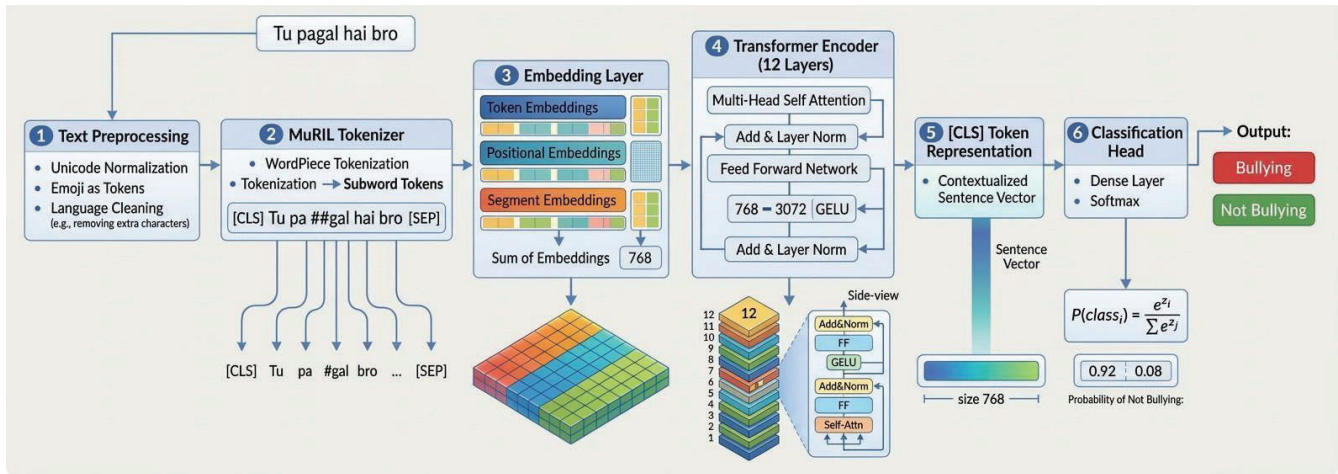 Tu pagal hai bro
1 Text Preprocessing
• Unicode Normalization
• Emoji as Tokens
• Language Cleaning
(e.g., removing extra characters)
2 MuRIL Tokenizer
• WordPiece Tokenization
• Tokenization → Subword Tokens
[CLS] Tu pa ##gal hai bro [SEP]
[CLS] Tu pa #gal bro ... [SEP]
3 Embedding Layer
Token Embeddings
Positional Embeddings
Segment Embeddings
Sum of Embeddings 768
4 Transformer Encoder
(12 Layers)
Multi-Head Self Attention
Add & Layer Norm
Feed Forward Network
768 – 3072 | GELU
Add & Layer Norm
12
12
11
10
9
8
7
6
5
4
3
2
1
Side-view
Add&Norm
FF
GELU
Add&Norm
FF
Self-Attn
5 [CLS] Token
Representation
• Contextualized
Sentence Vector
Sentence
Vector
size 768
6 Classification
Head
• Dense Layer
• Softmax
P(class_i) = e^{z_i} / ∑ e^{z_j}
0.92 0.08
Probability of Not Bullying:
Output:
Bullying
Not Bullying